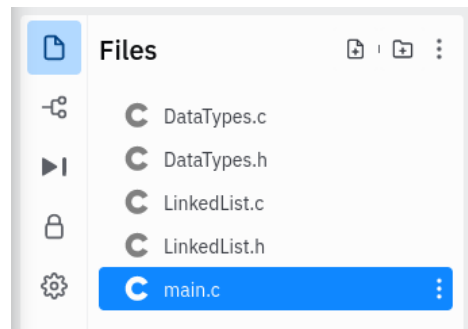 Files
DataTypes.c
DataTypes.h
LinkedList.c
LinkedList.h
main.c